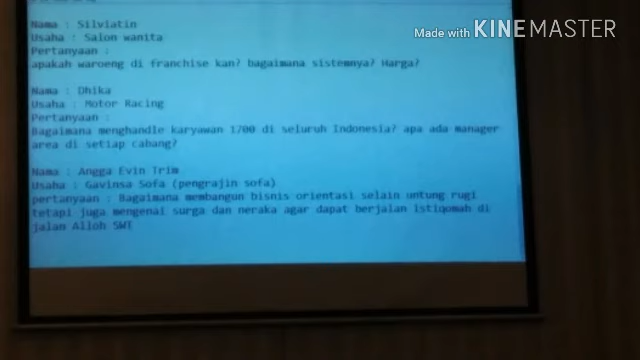 Made with KINEMASTER
Nama : Silviatin
Usaha : Salon wanita
Pertanyaan :
apakah waroeng di franchise kan? bagaimana sistemnya? Harga?
Nama : Dhika
Usaha : Motor Racing
Pertanyaan :
Bagaimana menghandle karyawan 1700 di seluruh Indonesia? apa ada manager
area di setiap cabang?
Nama : Angga Evin Trim
Usaha : Gavinsa Sofa (pengrajin sofa)
pertanyaan : Bagaimana membangun bisnis orientasi selain untung rugi
tetapi juga mengenai surga dan neraka agar dapat berjalan istiqomah di
jalan Alloh SWT